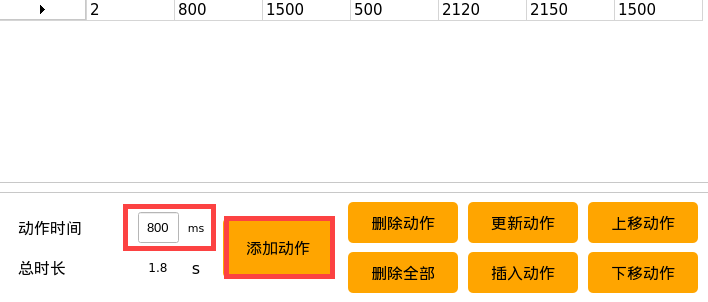 2 800 1500 500 2120 2150 1500
动作时间 800 ms 添加动作 删除动作 更新动作 上移动作
总时长 1.8 s 删除全部 插入动作 下移动作